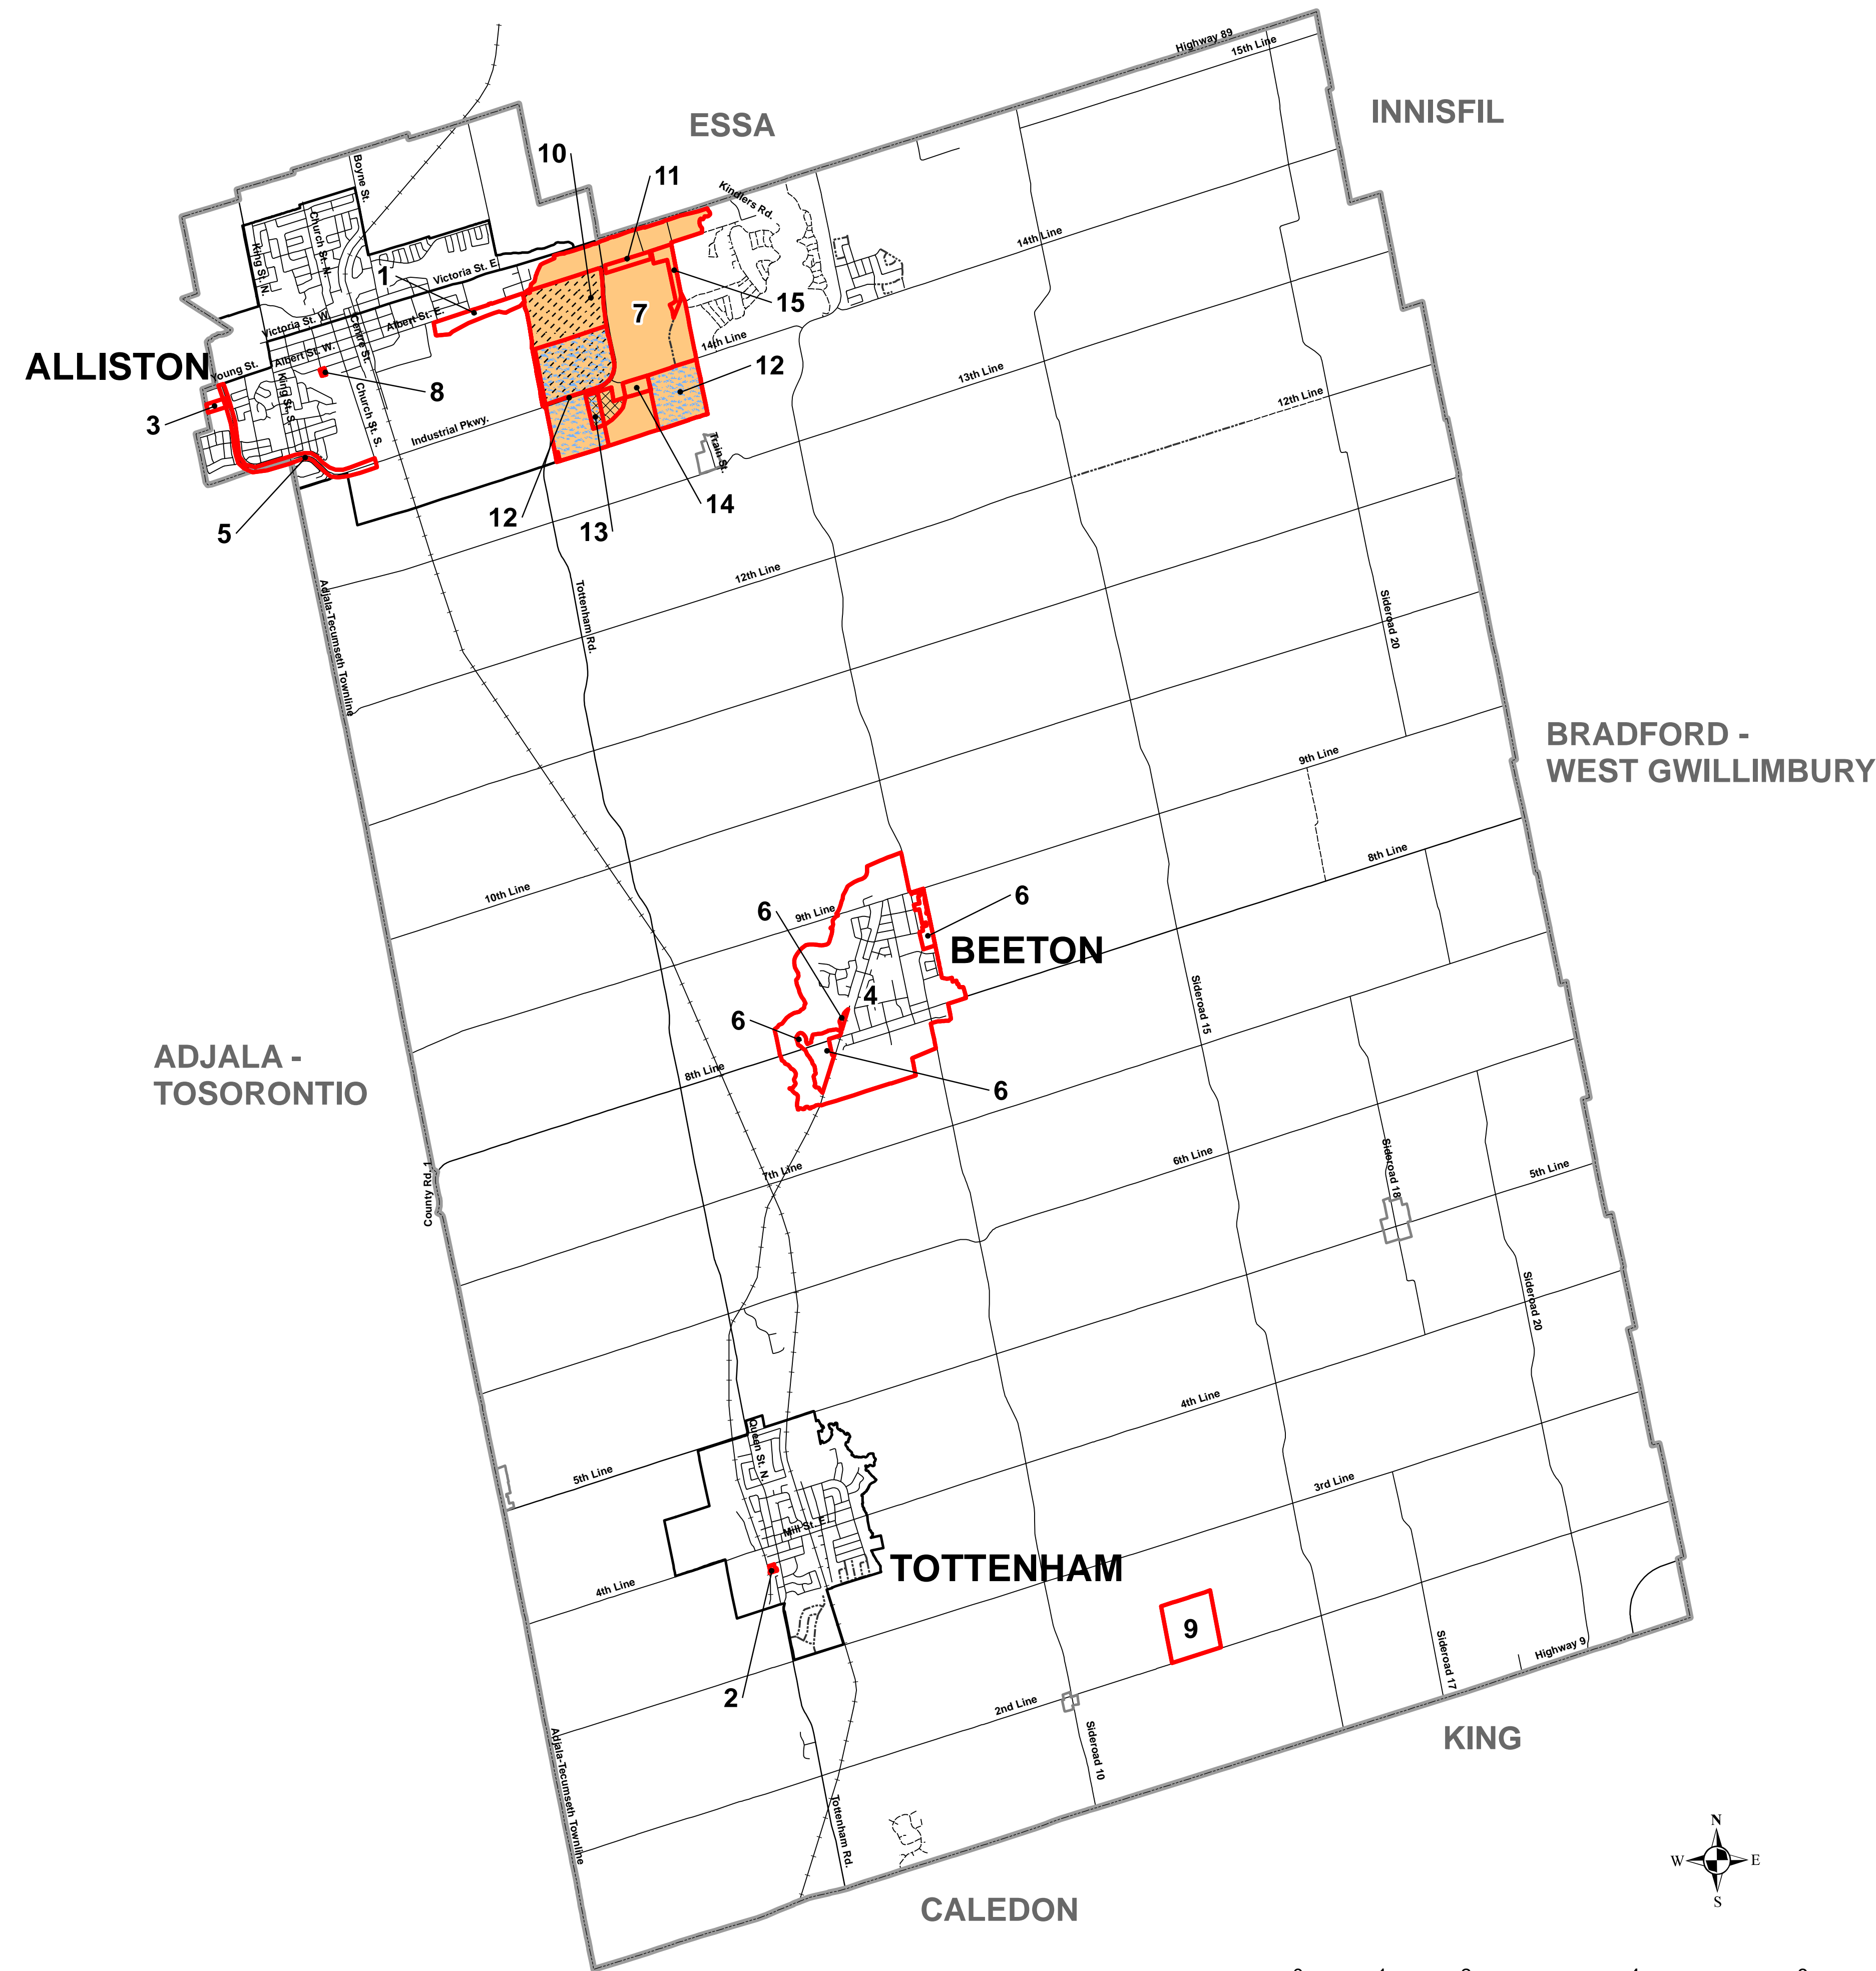 Highway 89
15th Line
ESSA
INNISFIL
10
11
Boyne St.
Kindlers Rd.
Church St. N.
King St. N.
14th Line
1
Victoria St. E.
15
7
Victoria St. W.
Centre St.
Albert St. E.
14th Line
ALLISTON
Young St.
Albert St. W.
12
13th Line
8
King St. S.
Church St. S.
12th Line
3
Industrial Pkwy.
Train St.
5
12
13
14
12th Line
Adjala-Tecumseth Townline
Tottenham Rd.
Sideroad 20
BRADFORD -
WEST GWILLIMBURY
9th Line
8th Line
10th Line
6
9th Line
6
BEETON
4
6
Sideroad 15
ADJALA -
TOSORONTIO
8th Line
6
7th Line
6th Line
Sideroad 18
5th Line
County Rd. 1
Sideroad 20
4th Line
Queen St. N.
5th Line
3rd Line
Mill St. E.
TOTTENHAM
4th Line
9
2
Sideroad 17
Highway 9
2nd Line
KING
Sideroad 10
Adjala-Tecumseth Townline
Tottenham Rd.
N
W
E
S
CALEDON